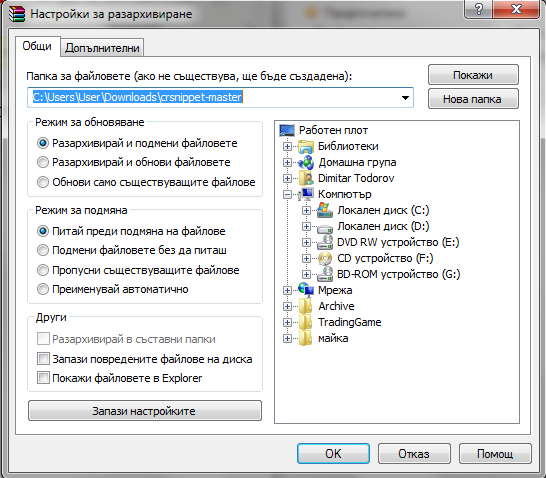 Настройки за разархивиране
Общи
Допълнителни
Папка за файловете (ако не съществува, ще бъде създадена):
Покажи
C:\Users\User\Downloads\crsnippet-master
Нова папка
Режим за обновяване
Разархивирай и подмени файловете
Разархивирай и обнови файловете
Обнови само съществуващите файлове
Режим за подмяна
Питай преди подмяна на файлове
Подмени файловете без да питаш
Пропусни съществуващите файлове
Преименувай автоматично
Други
Разархивирай в съставни папки
Запази повредените файлове на диска
Покажи файловете в Explorer
Запази настройките
Работен плот
Библиотеки
Домашна група
Dimitar Todorov
Компютър
Локален диск (C:)
Локален диск (D:)
DVD RW устройство (E:)
CD устройство (F:)
BD-ROM устройство (G:)
Мрежа
Archive
TradingGame
майка
OK
Отказ
Помощ